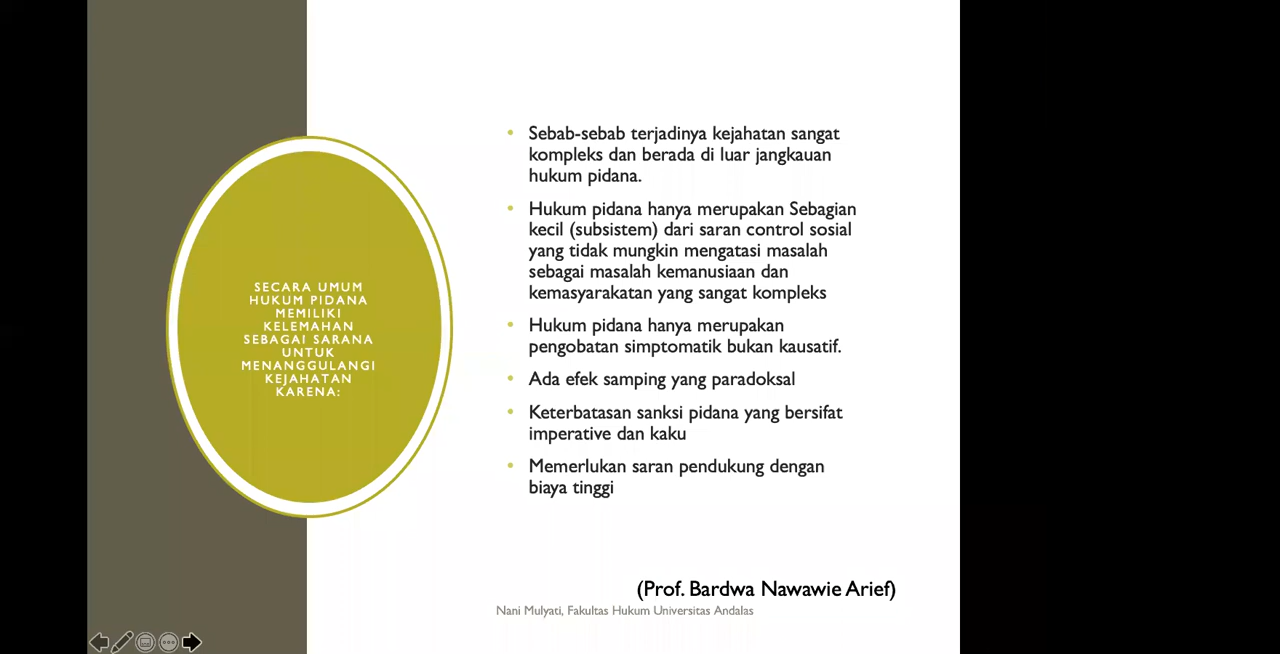 SECARA UMUM
HUKUM PIDANA
MEMILIKI
KELEMAHAN
SEBAGAI SARANA
UNTUK
MENANGGULANGI
KEJAHATAN
KARENA:
• Sebab-sebab terjadinya kejahatan sangat
kompleks dan berada di luar jangkauan
hukum pidana.
• Hukum pidana hanya merupakan Sebagian
kecil (subsistem) dari saran control sosial
yang tidak mungkin mengatasi masalah
sebagai masalah kemanusiaan dan
kemasyarakatan yang sangat kompleks
• Hukum pidana hanya merupakan
pengobatan simptomatik bukan kausatif.
• Ada efek samping yang paradoksal
• Keterbatasan sanksi pidana yang bersifat
imperative dan kaku
• Memerlukan saran pendukung dengan
biaya tinggi
(Prof. Bardwa Nawawie Arief)
Nani Mulyati, Fakultas Hukum Universitas Andalas